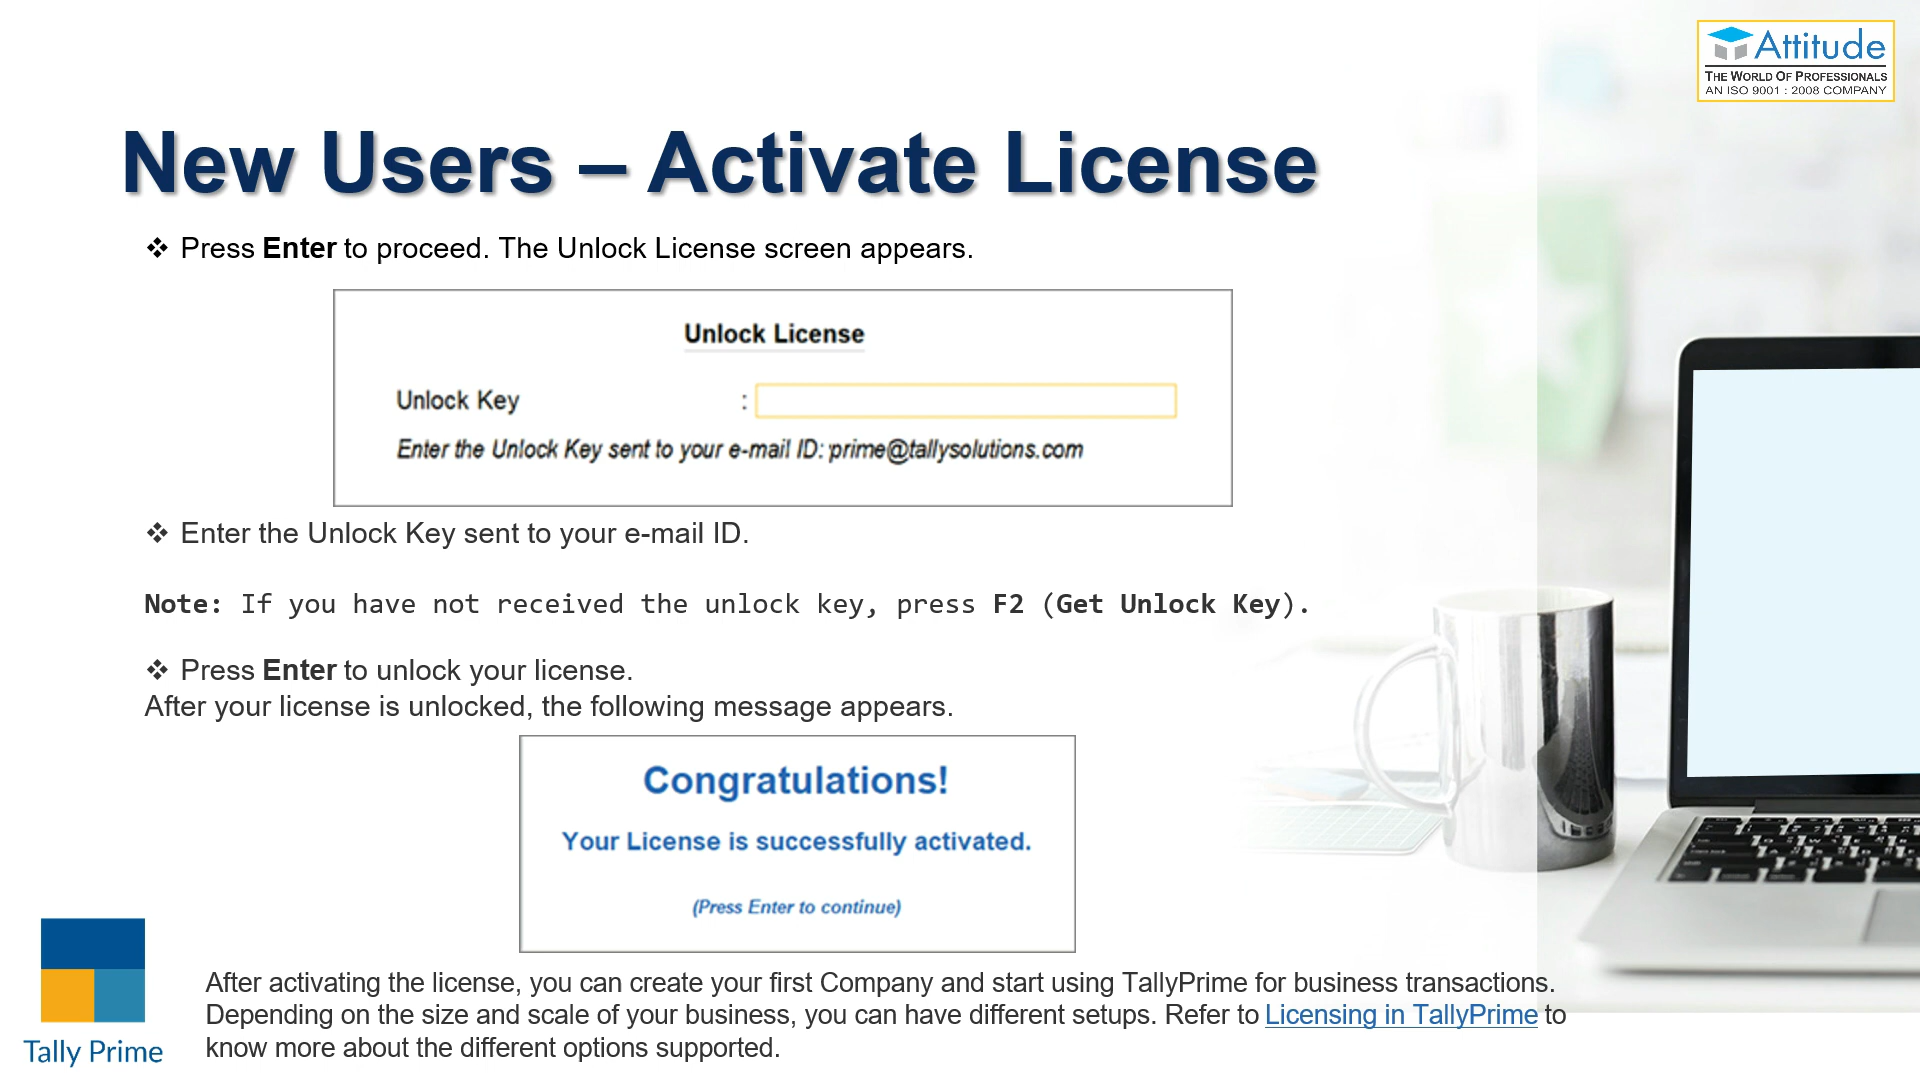 Attitude
THE WORLD OF PROFESSIONALS
AN ISO 9001 : 2008 COMPANY
New Users – Activate License
❖ Press Enter to proceed. The Unlock License screen appears.
Unlock License
Unlock Key :
Enter the Unlock Key sent to your e-mail ID: prime@tallysolutions.com
❖ Enter the Unlock Key sent to your e-mail ID.
Note: If you have not received the unlock key, press F2 (Get Unlock Key).
❖ Press Enter to unlock your license.
After your license is unlocked, the following message appears.
Congratulations!
Your License is successfully activated.
(Press Enter to continue)
After activating the license, you can create your first Company and start using TallyPrime for business transactions.
Depending on the size and scale of your business, you can have different setups. Refer to Licensing in TallyPrime to
know more about the different options supported.
Tally Prime